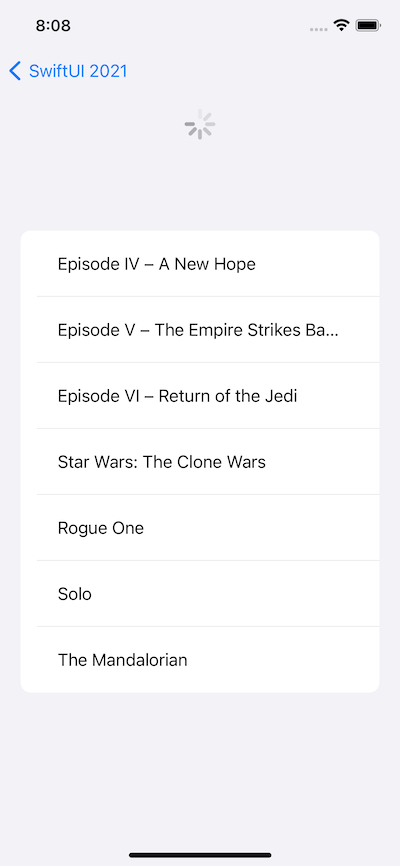 8:08
SwiftUI 2021
Episode IV – A New Hope
Episode V – The Empire Strikes Ba...
Episode VI – Return of the Jedi
Star Wars: The Clone Wars
Rogue One
Solo
The Mandalorian